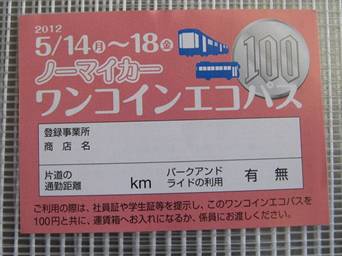 2012
5/14月〜18金
ノーマイカー
100
ワンコインエコパス
登録事業所
商店名
片道の
通勤距離
km
パークアンド
ライドの利用
有 無
ご利用の際は、社員証や学生証等を提示し、このワンコインエコパスを
100円と共に、運賃箱へお入れになるか、係員にお渡しください。